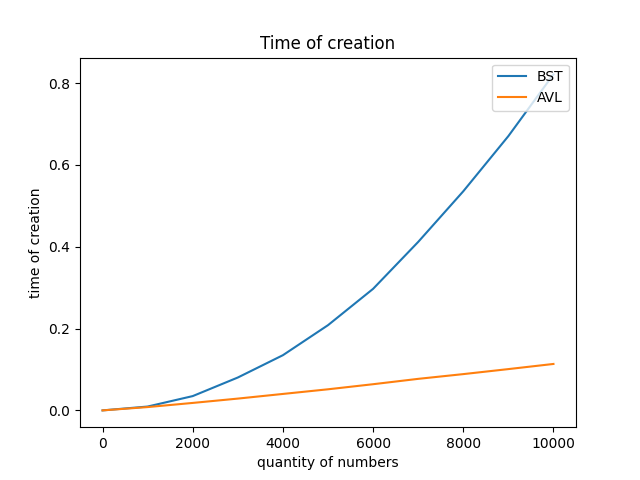 Time of creation
BST
AVL
0.8
0.6
0.4
0.2
0.0
time of creation
0 2000 4000 6000 8000 10000
quantity of numbers